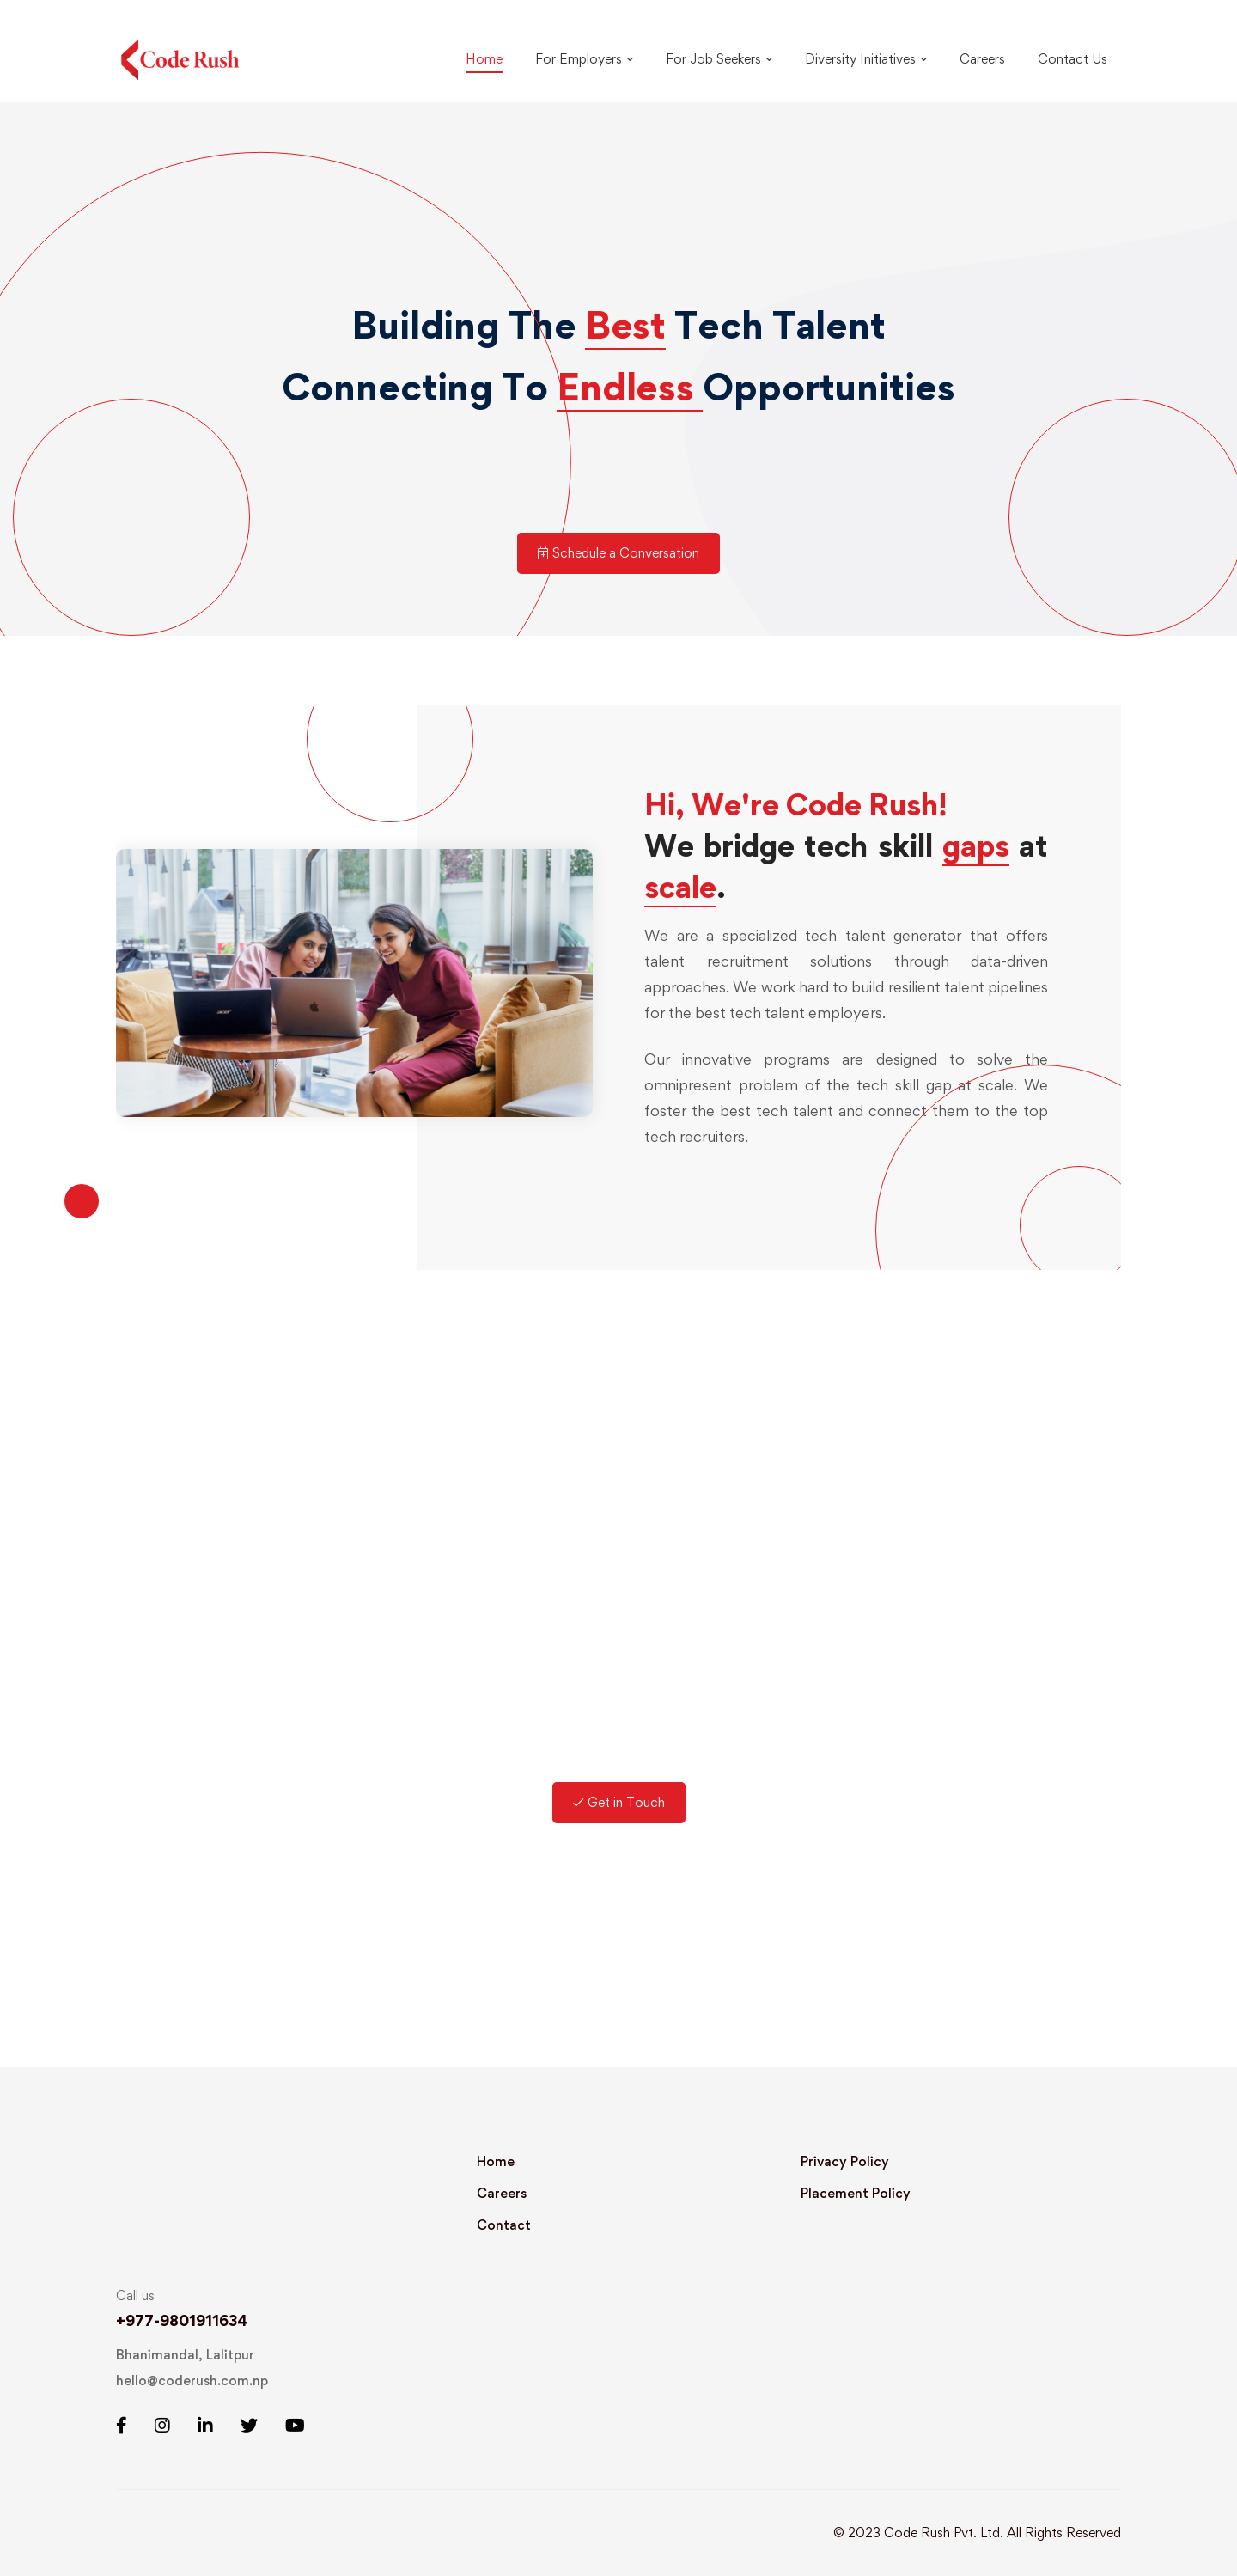 Code Rush
Home For Employers For Job Seekers Diversity Initiatives Careers Contact Us
Building The Best Tech Talent
Connecting To Endless Opportunities
Schedule a Conversation
Hi, We're Code Rush!
We bridge tech skill gaps at
scale.
We are a specialized tech talent generator that offers
talent recruitment solutions through data-driven
approaches. We work hard to build resilient talent pipelines
for the best tech talent employers.
Our innovative programs are designed to solve the
omnipresent problem of the tech skill gap at scale. We
foster the best tech talent and connect them to the top
tech recruiters.
acer
Get in Touch
Home
Careers
Contact
Privacy Policy
Placement Policy
Call us
+977-9801911634
Bhanimandal, Lalitpur
hello@coderush.com.np
© 2023 Code Rush Pvt. Ltd. All Rights Reserved